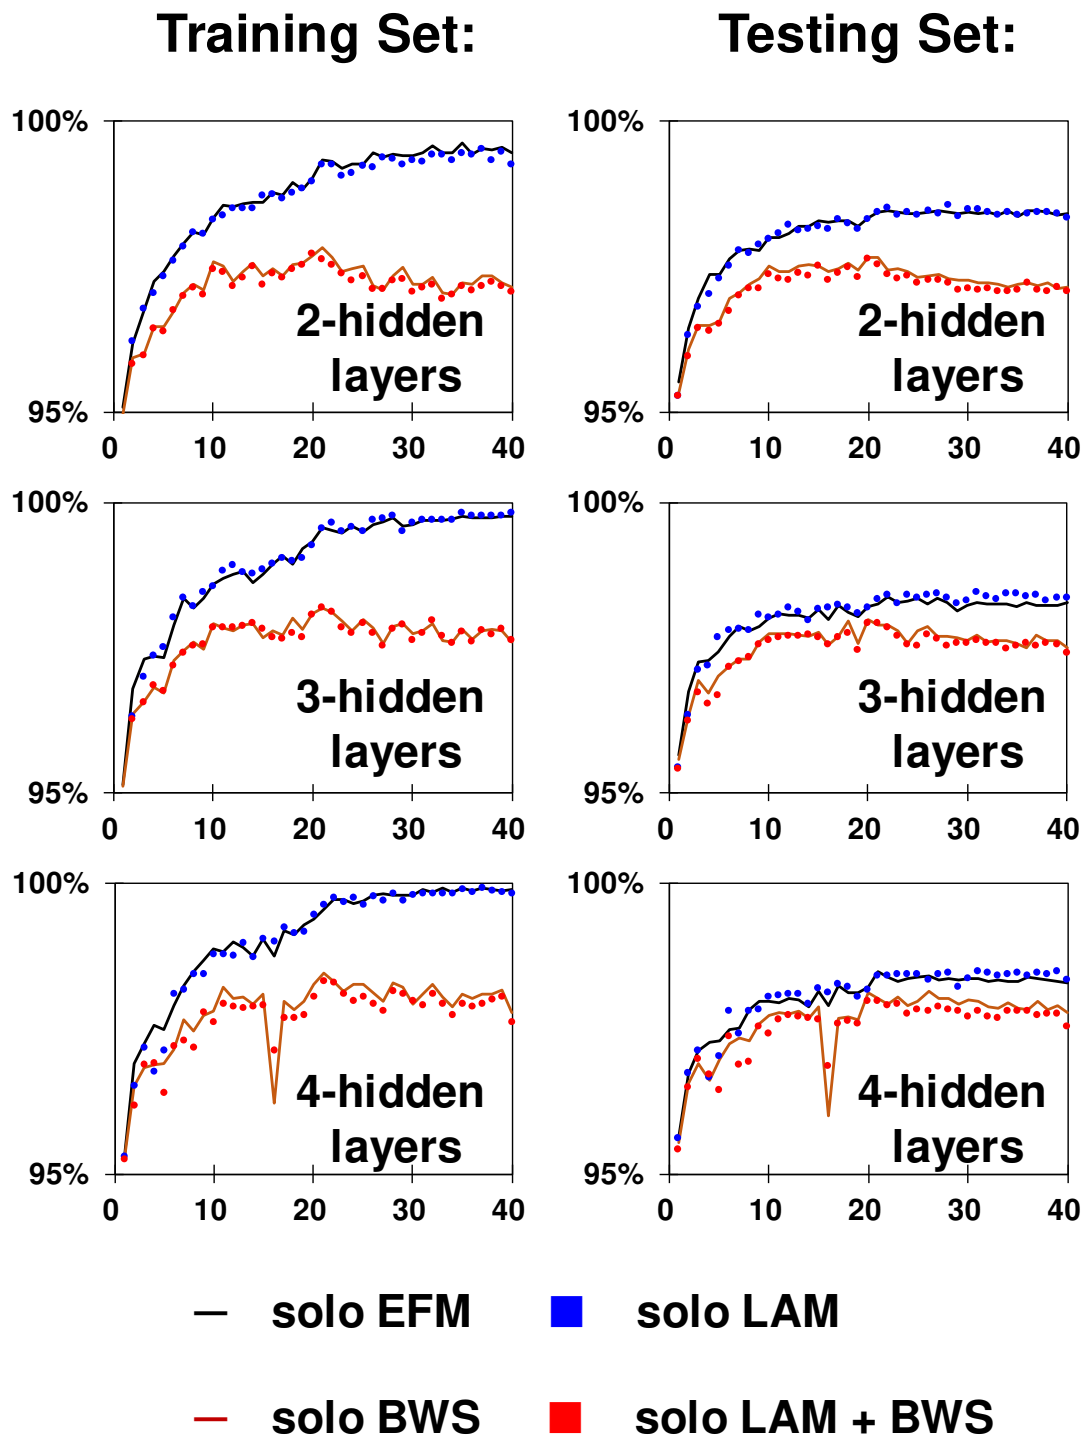 Training Set:
Testing Set:
100%
2-hidden
layers
95%
0 10 20 30 40
100%
2-hidden
layers
95%
0 10 20 30 40
100%
3-hidden
layers
95%
0 10 20 30 40
100%
3-hidden
layers
95%
0 10 20 30 40
100%
4-hidden
layers
95%
0 10 20 30 40
100%
4-hidden
layers
95%
0 10 20 30 40
solo EFM
solo LAM
solo BWS
solo LAM + BWS